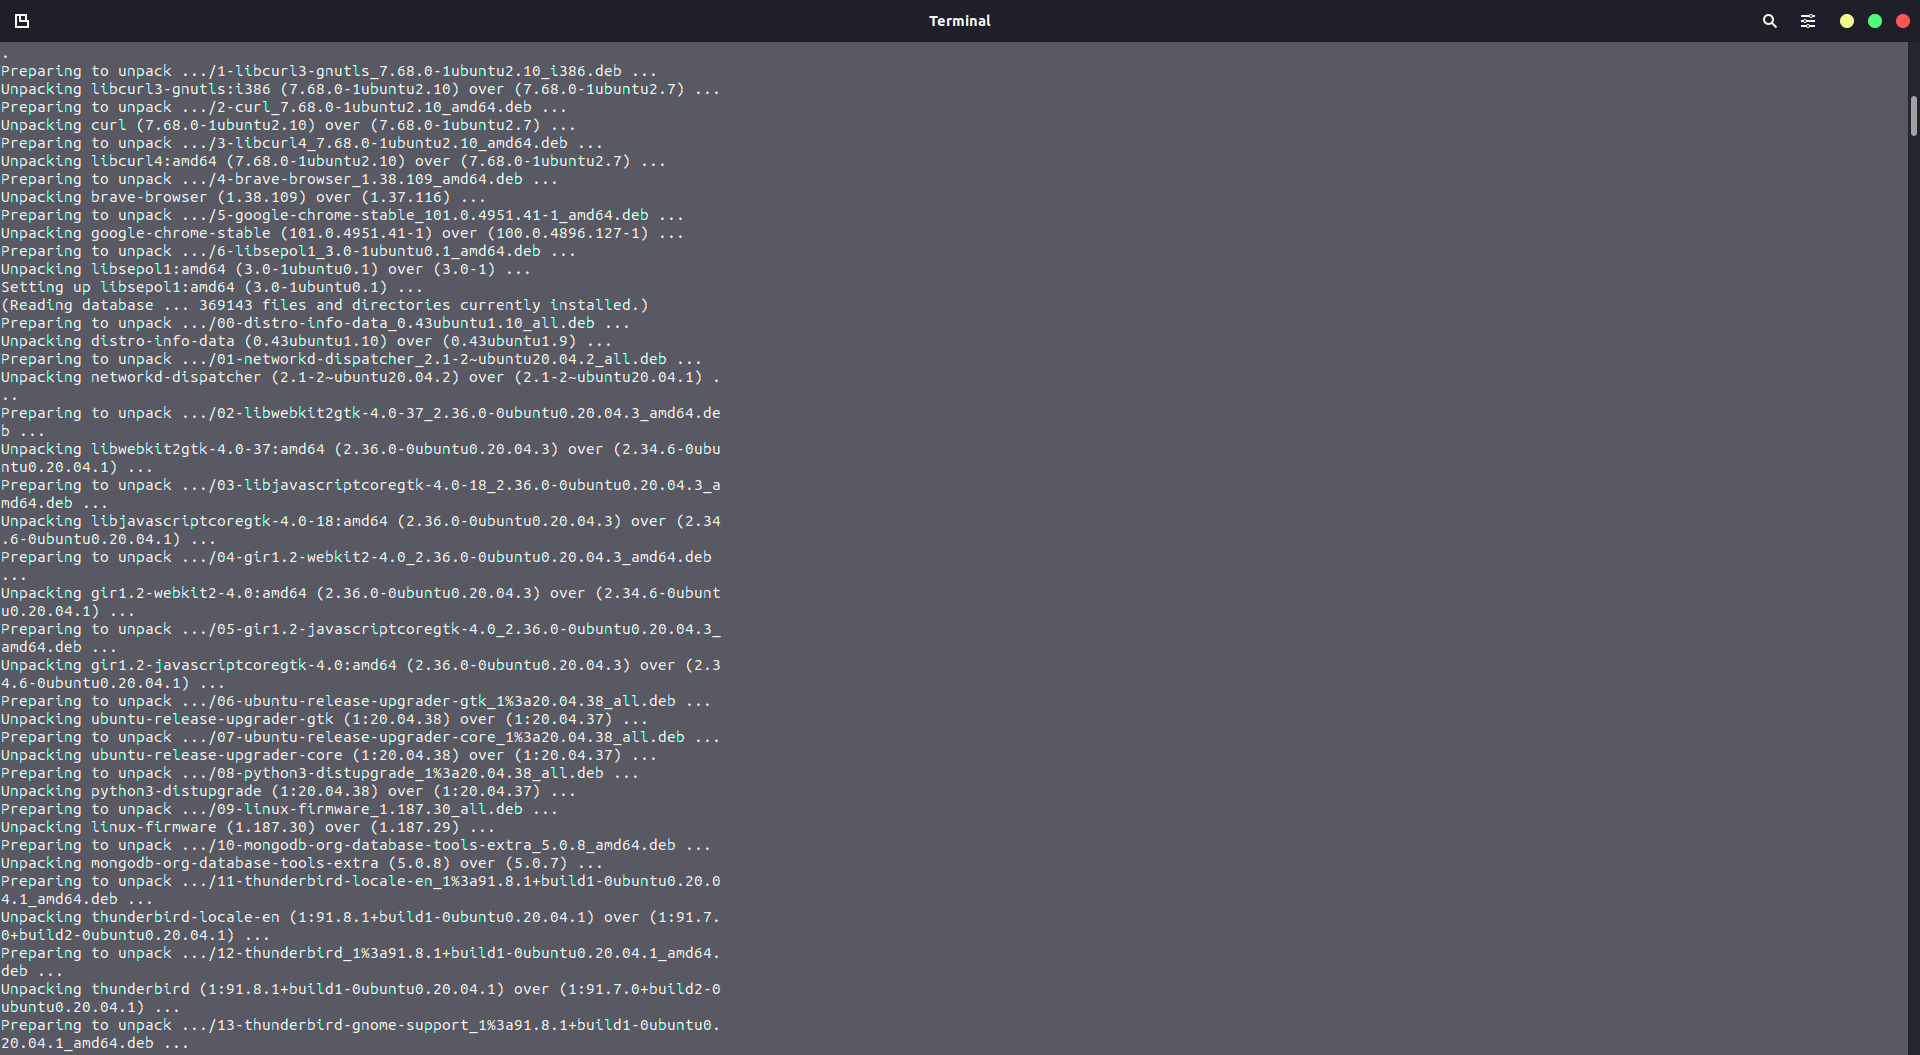 Terminal
.
Preparing to unpack .../1-libcurl3-gnutls_7.68.0-1ubuntu2.10_i386.deb ...
Unpacking libcurl3-gnutls:i386 (7.68.0-1ubuntu2.10) over (7.68.0-1ubuntu2.7) ...
Preparing to unpack .../2-curl_7.68.0-1ubuntu2.10_amd64.deb ...
Unpacking curl (7.68.0-1ubuntu2.10) over (7.68.0-1ubuntu2.7) ...
Preparing to unpack .../3-libcurl4_7.68.0-1ubuntu2.10_amd64.deb ...
Unpacking libcurl4:amd64 (7.68.0-1ubuntu2.10) over (7.68.0-1ubuntu2.7) ...
Preparing to unpack .../4-brave-browser_1.38.109_amd64.deb ...
Unpacking brave-browser (1.38.109) over (1.37.116) ...
Preparing to unpack .../5-google-chrome-stable_101.0.4951.41-1_amd64.deb ...
Unpacking google-chrome-stable (101.0.4951.41-1) over (100.0.4896.127-1) ...
Preparing to unpack .../6-libsepol1_3.0-1ubuntu0.1_amd64.deb ...
Unpacking libsepol1:amd64 (3.0-1ubuntu0.1) over (3.0-1) ...
Setting up libsepol1:amd64 (3.0-1ubuntu0.1) ...
(Reading database ... 369143 files and directories currently installed.)
Preparing to unpack .../00-distro-info-data_0.43ubuntu1.10_all.deb ...
Unpacking distro-info-data (0.43ubuntu1.10) over (0.43ubuntu1.9) ...
Preparing to unpack .../01-networkd-dispatcher_2.1-2~ubuntu20.04.2_all.deb ...
Unpacking networkd-dispatcher (2.1-2~ubuntu20.04.2) over (2.1-2~ubuntu20.04.1) .
..
Preparing to unpack .../02-libwebkit2gtk-4.0-37_2.36.0-0ubuntu0.20.04.3_amd64.de
b ...
Unpacking libwebkit2gtk-4.0-37:amd64 (2.36.0-0ubuntu0.20.04.3) over (2.34.6-0ubu
ntu0.20.04.1) ...
Preparing to unpack .../03-libjavascriptcoregtk-4.0-18_2.36.0-0ubuntu0.20.04.3_a
md64.deb ...
Unpacking libjavascriptcoregtk-4.0-18:amd64 (2.36.0-0ubuntu0.20.04.3) over (2.34
.6-0ubuntu0.20.04.1) ...
Preparing to unpack .../04-gir1.2-webkit2-4.0_2.36.0-0ubuntu0.20.04.3_amd64.deb
...
Unpacking gir1.2-webkit2-4.0:amd64 (2.36.0-0ubuntu0.20.04.3) over (2.34.6-0ubunt
u0.20.04.1) ...
Preparing to unpack .../05-gir1.2-javascriptcoregtk-4.0_2.36.0-0ubuntu0.20.04.3_
amd64.deb ...
Unpacking gir1.2-javascriptcoregtk-4.0:amd64 (2.36.0-0ubuntu0.20.04.3) over (2.3
4.6-0ubuntu0.20.04.1) ...
Preparing to unpack .../06-ubuntu-release-upgrader-gtk_1%3a20.04.38_all.deb ...
Unpacking ubuntu-release-upgrader-gtk (1:20.04.38) over (1:20.04.37) ...
Preparing to unpack .../07-ubuntu-release-upgrader-core_1%3a20.04.38_all.deb ...
Unpacking ubuntu-release-upgrader-core (1:20.04.38) over (1:20.04.37) ...
Preparing to unpack .../08-python3-distupgrade_1%3a20.04.38_all.deb ...
Unpacking python3-distupgrade (1:20.04.38) over (1:20.04.37) ...
Preparing to unpack .../09-linux-firmware_1.187.30_all.deb ...
Unpacking linux-firmware (1.187.30) over (1.187.29) ...
Preparing to unpack .../10-mongodb-org-database-tools-extra_5.0.8_amd64.deb ...
Unpacking mongodb-org-database-tools-extra (5.0.8) over (5.0.7) ...
Preparing to unpack .../11-thunderbird-locale-en_1%3a91.8.1+build1-0ubuntu0.20.0
4.1_amd64.deb ...
Unpacking thunderbird-locale-en (1:91.8.1+build1-0ubuntu0.20.04.1) over (1:91.7.
0+build2-0ubuntu0.20.04.1) ...
Preparing to unpack .../12-thunderbird_1%3a91.8.1+build1-0ubuntu0.20.04.1_amd64.
deb ...
Unpacking thunderbird (1:91.8.1+build1-0ubuntu0.20.04.1) over (1:91.7.0+build2-0
ubuntu0.20.04.1) ...
Preparing to unpack .../13-thunderbird-gnome-support_1%3a91.8.1+build1-0ubuntu0.
20.04.1_amd64.deb ...